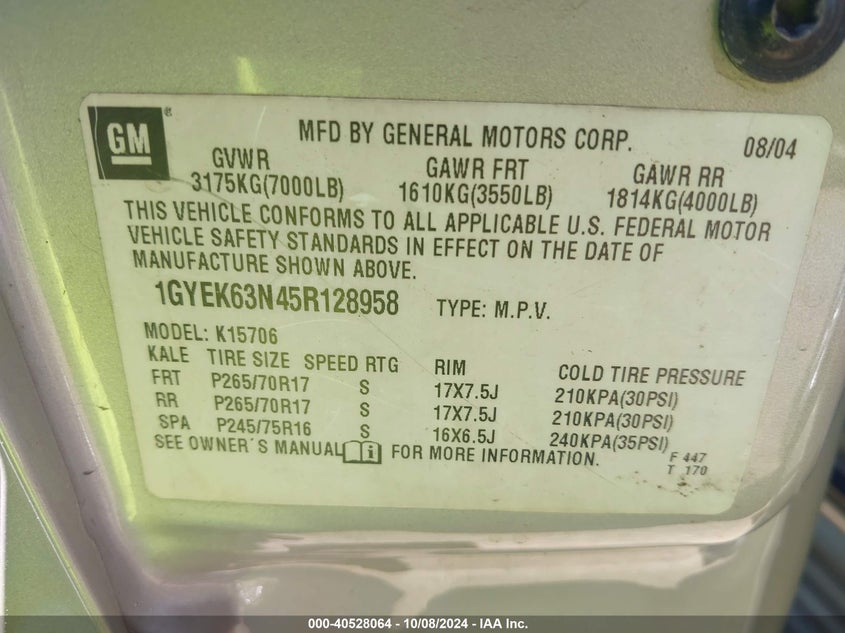 GM
MFD BY GENERAL MOTORS CORP. 08/04
GVWR GAWR FRT GAWR RR
3175KG(7000LB) 1610KG(3550LB) 1814KG(4000LB)
THIS VEHICLE CONFORMS TO ALL APPLICABLE U.S. FEDERAL MOTOR
VEHICLE SAFETY STANDARDS IN EFFECT ON THE DATE OF
MANUFACTURE SHOWN ABOVE.
1GYEK63N45R128958 TYPE: M.P.V.
MODEL: K15706
KALE TIRE SIZE SPEED RTG RIM COLD TIRE PRESSURE
FRT P265/70R17 S 17X7.5J 210KPA(30PSI)
RR P265/70R17 S 17X7.5J 210KPA(30PSI)
SPA P245/75R16 S 16X6.5J 240KPA(35PSI)
SEE OWNER'S MANUAL i FOR MORE INFORMATION.
F 447
T 170
000-40528064 - 10/08/2024 - IAA Inc.